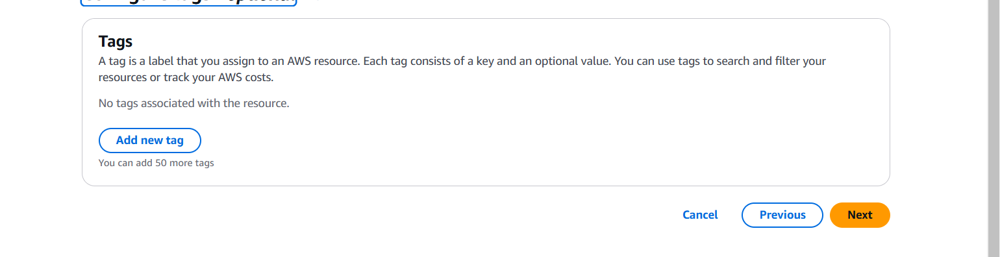 Tags
A tag is a label that you assign to an AWS resource. Each tag consists of a key and an optional value. You can use tags to search and filter your
resources or track your AWS costs.
No tags associated with the resource.
Add new tag
You can add 50 more tags
Cancel
Previous
Next